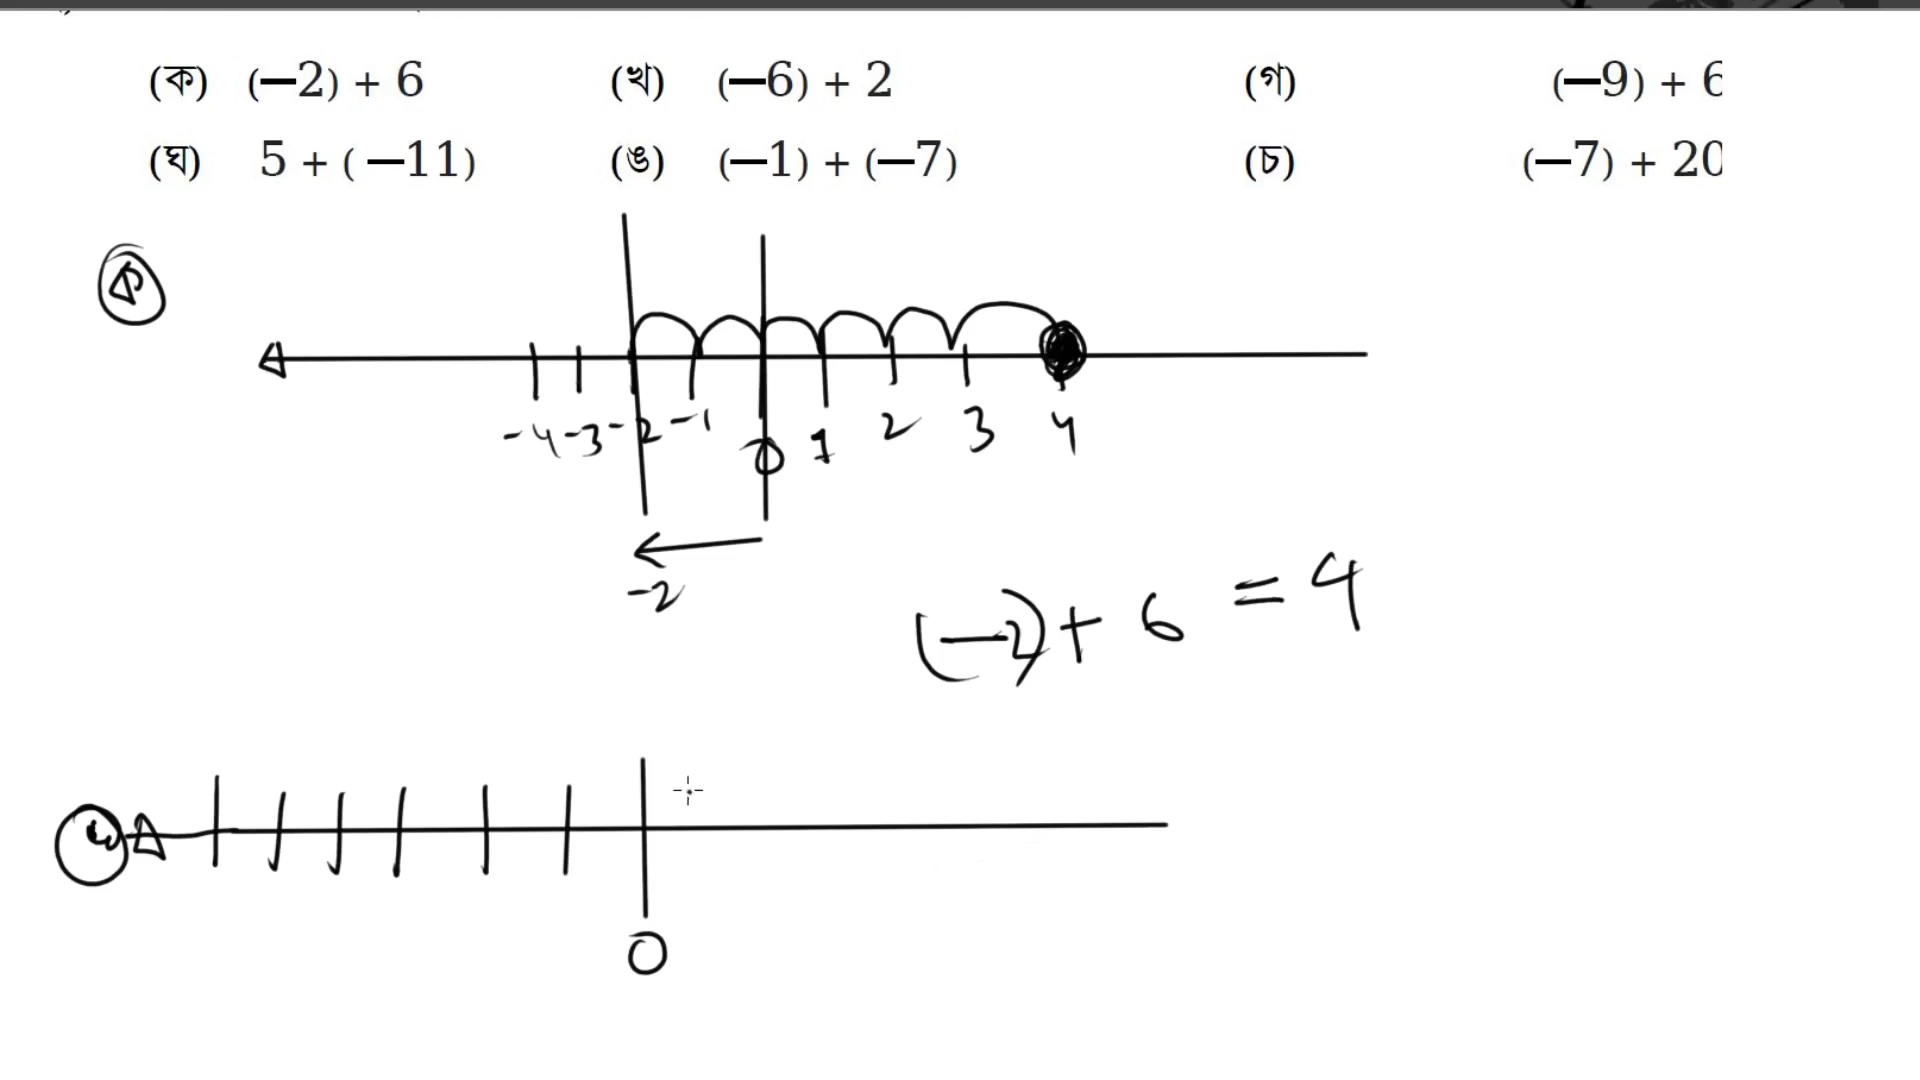 (ক) (−2) + 6 (খ) (−6) + 2 (গ) (−9) + 6
(ঘ) 5 + ( −11) (ঙ) (−1) + (−7) (চ) (−7) + 20
ক
-4 -3 -2 -1 0 1 2 3 4
-2
(-2) + 6 = 4
0